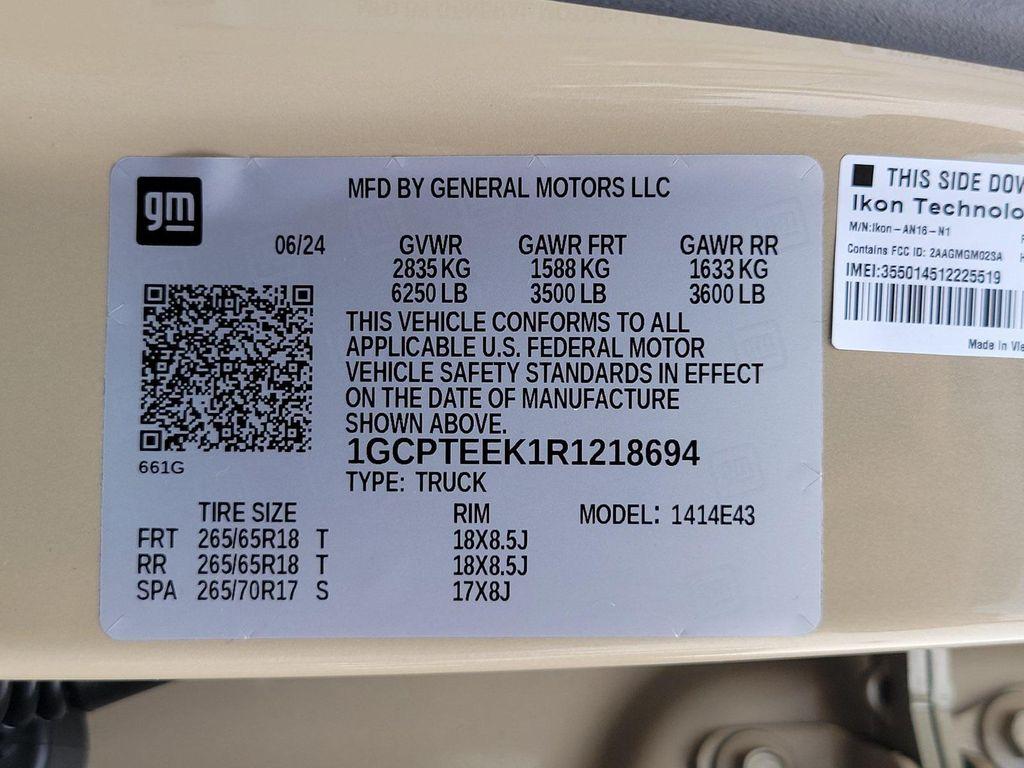 gm
MFD BY GENERAL MOTORS LLC
06/24 GVWR GAWR FRT GAWR RR
2835 KG 1588 KG 1633 KG
6250 LB 3500 LB 3600 LB
THIS VEHICLE CONFORMS TO ALL
APPLICABLE U.S. FEDERAL MOTOR
VEHICLE SAFETY STANDARDS IN EFFECT
ON THE DATE OF MANUFACTURE
SHOWN ABOVE.
1GCPTEEK1R1218694
661G
TYPE: TRUCK
TIRE SIZE RIM MODEL: 1414E43
FRT 265/65R18 T 18X8.5J
RR 265/65R18 T 18X8.5J
SPA 265/70R17 S 17X8J
THIS SIDE
Ikon
M/N:Ikon-AN16-N1
Contains FCC ID: 2AAGMGM02SA
IMEI:355014512225519
Made in